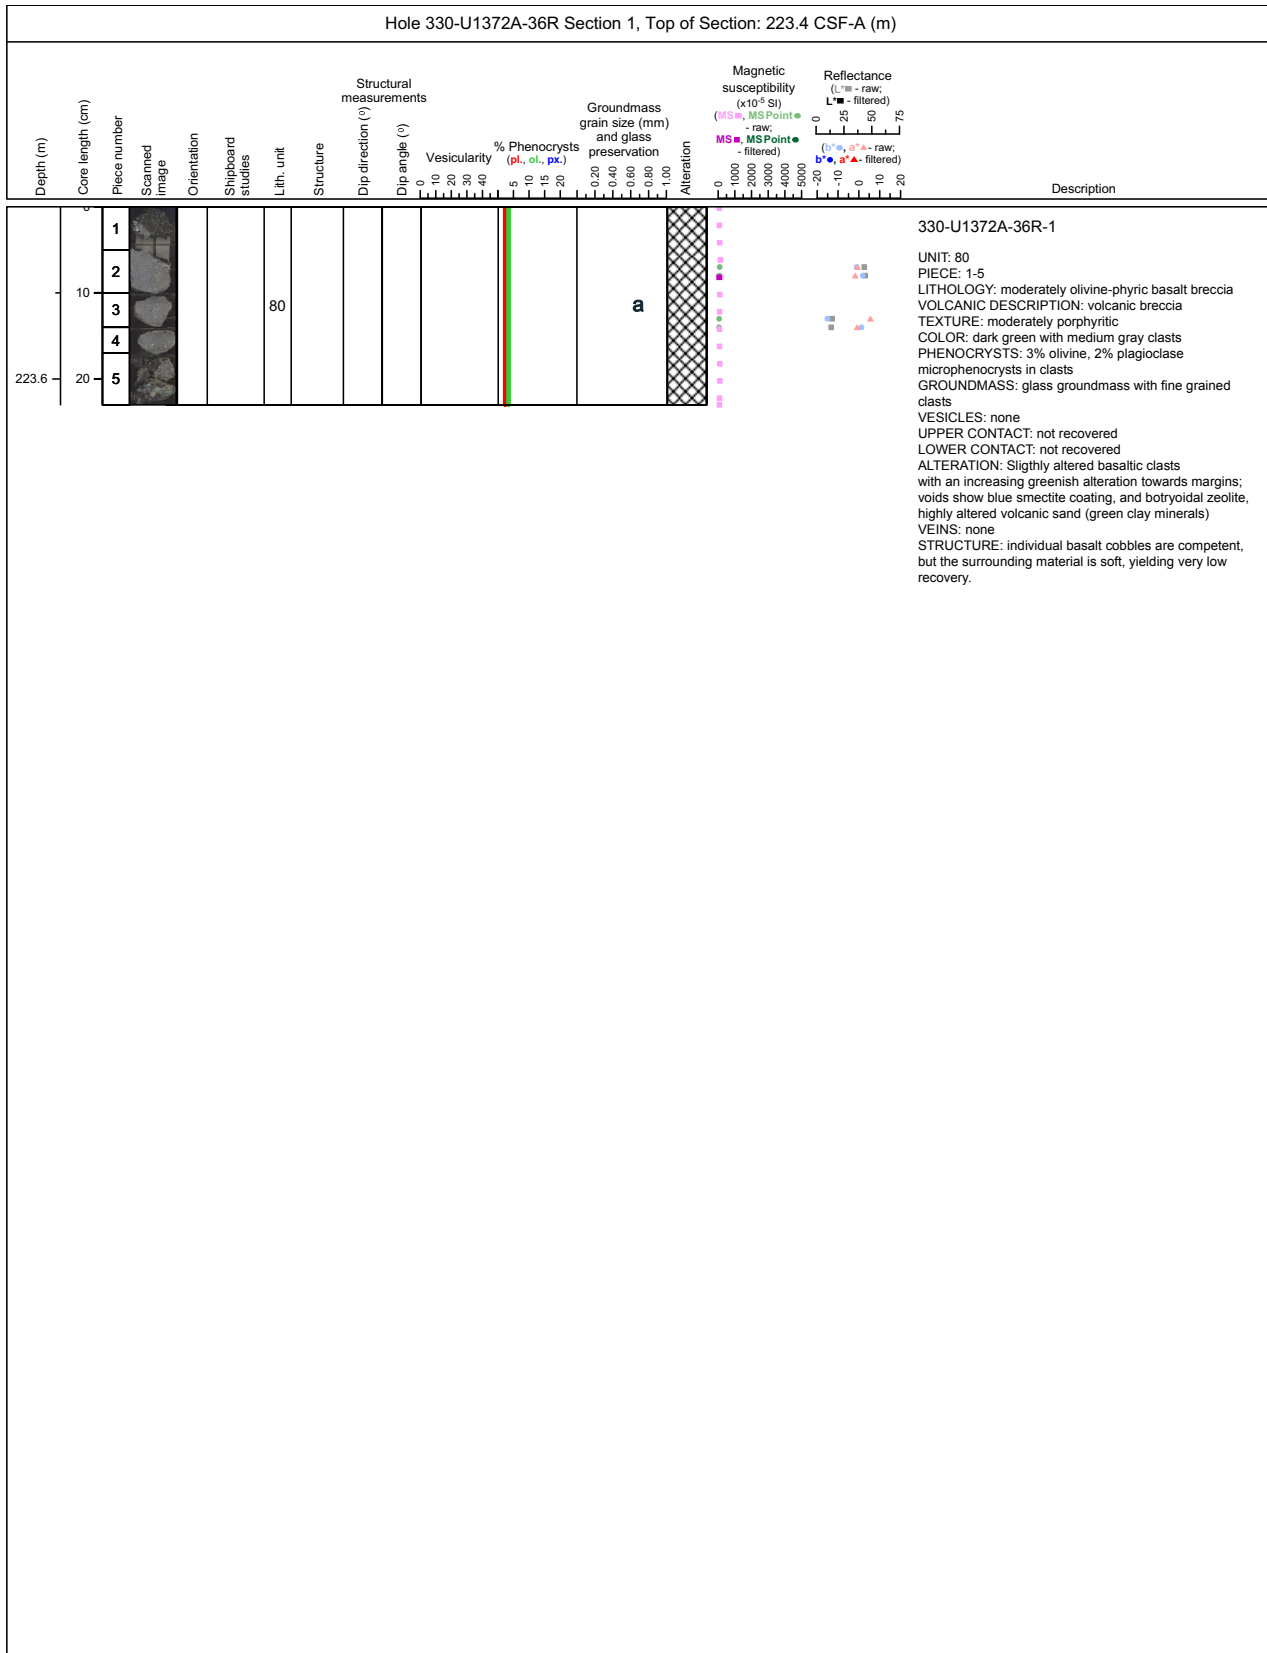 Hole 330-U1372A-36R Section 1, Top of Section: 223.4 CSF-A (m)
Depth (m)
Core length (cm)
Piece number
Scanned
image
Orientation
Shipboard
studies
Lith. unit
Structure
Structural
measurements
Dip direction (º)
Dip angle (º)
Vesicularity
0 10 20 30 40
% Phenocrysts
(pl., ol., px.)
5 10 15 20
Groundmass
grain size (mm)
and glass
preservation
0.20 0.40 0.60 0.80 1.00
Alteration
Magnetic
susceptibility
(x10-5 SI)
(MS■, MSPoint●
- raw;
MS■, MSPoint●
- filtered)
0 1000 2000 3000 4000 5000
Reflectance
(L*■ - raw;
L*■ - filtered)
0 25 50 75
(b*●, a*▲- raw;
b*●, a*▲- filtered)
-20 -10 0 10 20
Description
0
1
2
10
3
4
223.6
20
5
80
a
330-U1372A-36R-1
UNIT: 80
PIECE: 1-5
LITHOLOGY: moderately olivine-phyric basalt breccia
VOLCANIC DESCRIPTION: volcanic breccia
TEXTURE: moderately porphyritic
COLOR: dark green with medium gray clasts
PHENOCRYSTS: 3% olivine, 2% plagioclase
microphenocrysts in clasts
GROUNDMASS: glass groundmass with fine grained
clasts
VESICLES: none
UPPER CONTACT: not recovered
LOWER CONTACT: not recovered
ALTERATION: Sligthly altered basaltic clasts
with an increasing greenish alteration towards margins;
voids show blue smectite coating, and botryoidal zeolite,
highly altered volcanic sand (green clay minerals)
VEINS: none
STRUCTURE: individual basalt cobbles are competent,
but the surrounding material is soft, yielding very low
recovery.